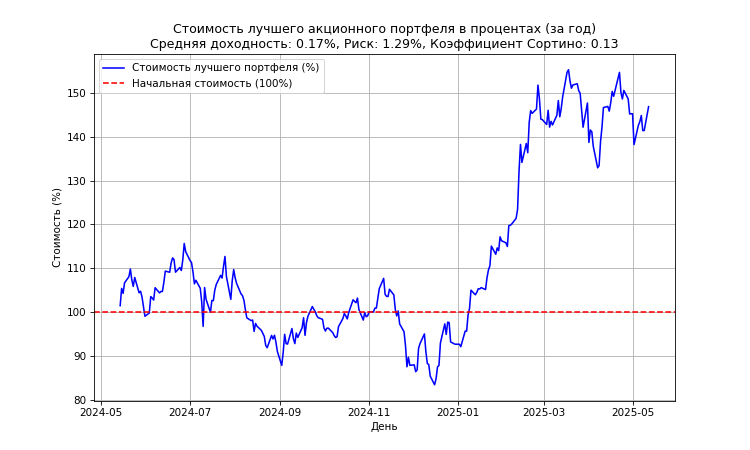 Стоимость лучшего акционного портфеля в процентах (за год)
Средняя доходность: 0.17%, Риск: 1.29%, Коэффициент Сортино: 0.13
Стоимость лучшего портфеля (%)
Начальная стоимость (100%)
Стоимость (%)
150
140
130
120
110
100
90
80
2024-05 2024-07 2024-09 2024-11 2025-01 2025-03 2025-05
День